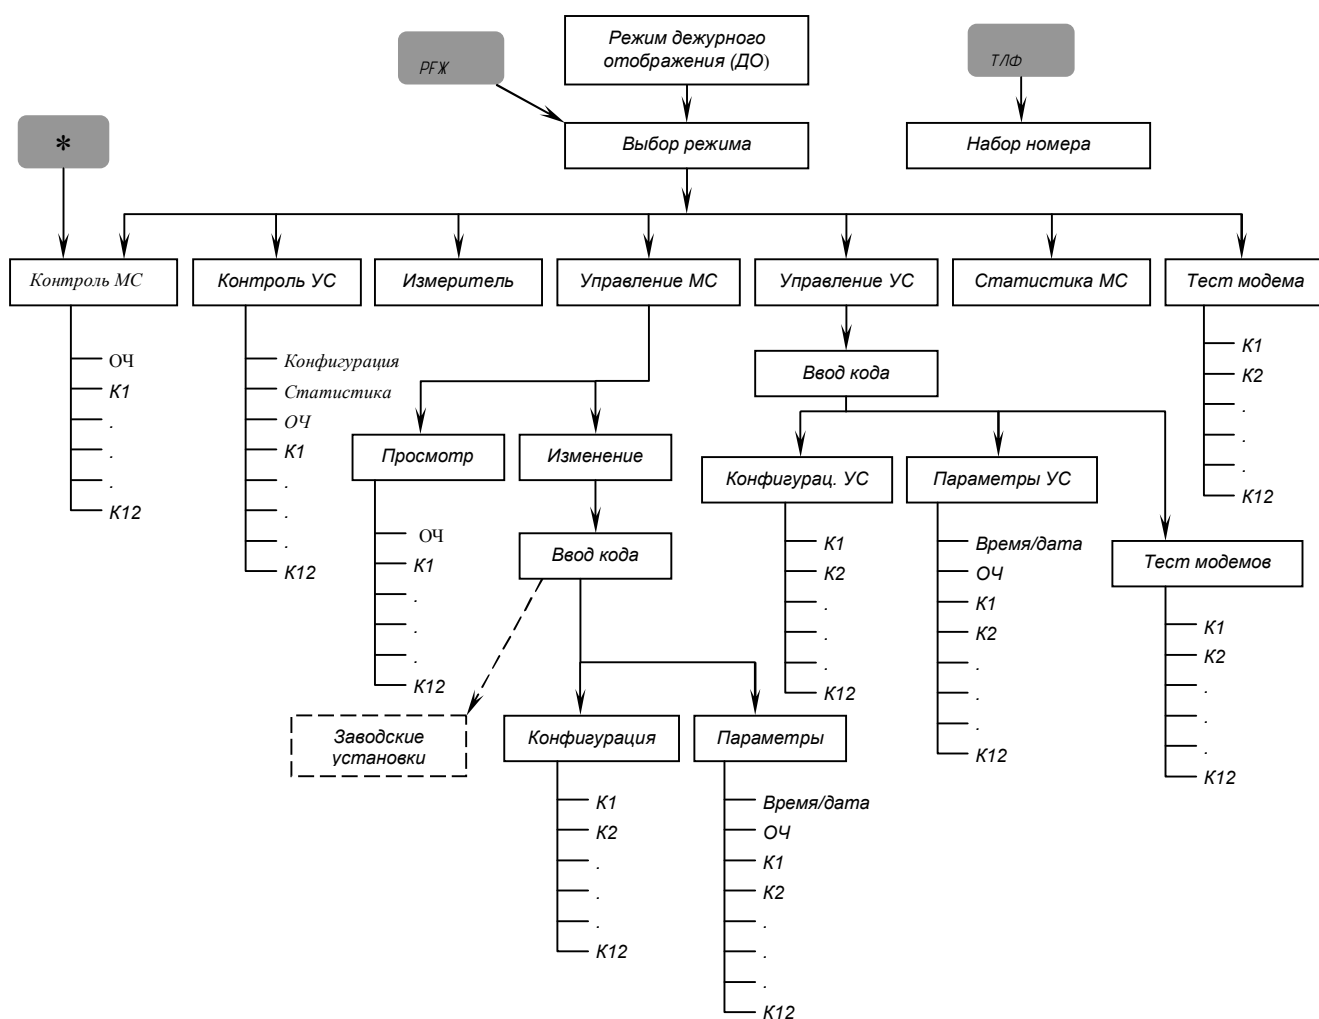 Режим дежурного
отображения (ДО)
РЕЖ
ТЛФ
*
Выбор режима
Набор номера
Контроль МС
Контроль УС
Измеритель
Управление МС
Управление УС
Статистика МС
Тест модема
ОЧ
К1
.
.
.
К12
Конфигурация
Статистика
ОЧ
К1
.
.
.
К12
Просмотр
ОЧ
К1
.
.
.
К12
Изменение
Ввод кода
Заводские
установки
Конфигурация
К1
К2
.
.
.
К12
Параметры
Время/дата
ОЧ
К1
К2
.
.
.
К12
Ввод кода
Конфигурац. УС
К1
К2
.
.
.
К12
Параметры УС
Время/дата
ОЧ
К1
К2
.
.
.
К12
Тест модемов
К1
К2
.
.
.
К12
К1
К2
.
.
.
К12